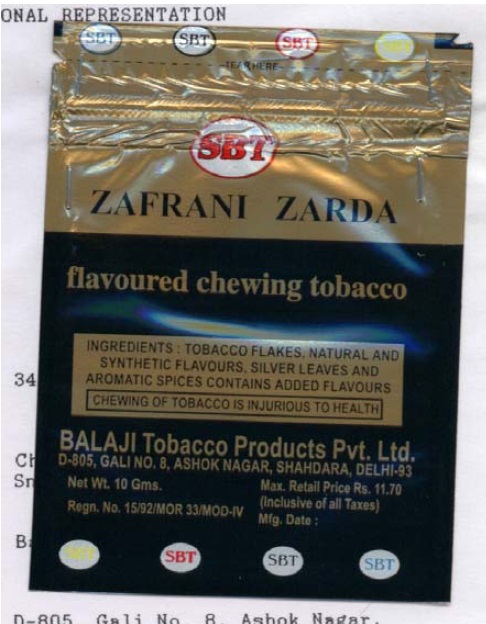 ONAL REPRESENTATION
SBT SBT SBT SBT
TEAR HERE
SBT
ZAFRANI ZARDA
flavoured chewing tobacco
INGREDIENTS : TOBACCO FLAKES, NATURAL AND
SYNTHETIC FLAVOURS, SILVER LEAVES AND
AROMATIC SPICES CONTAINS ADDED FLAVOURS
CHEWING OF TOBACCO IS INJURIOUS TO HEALTH
34
BALAJI Tobacco Products Pvt. Ltd.
D-805, GALI NO. 8, ASHOK NAGAR, SHAHDARA, DELHI-93
Ch
Sn
Net Wt. 10 Gms.
Regn. No. 15/92/MOR 33/MOD-IV
Max. Retail Price Rs. 11.70
(Inclusive of all Taxes)
Mfg. Date :
SBT SBT SBT SBT
D-805, Gali No. 8, Ashok Nagar,